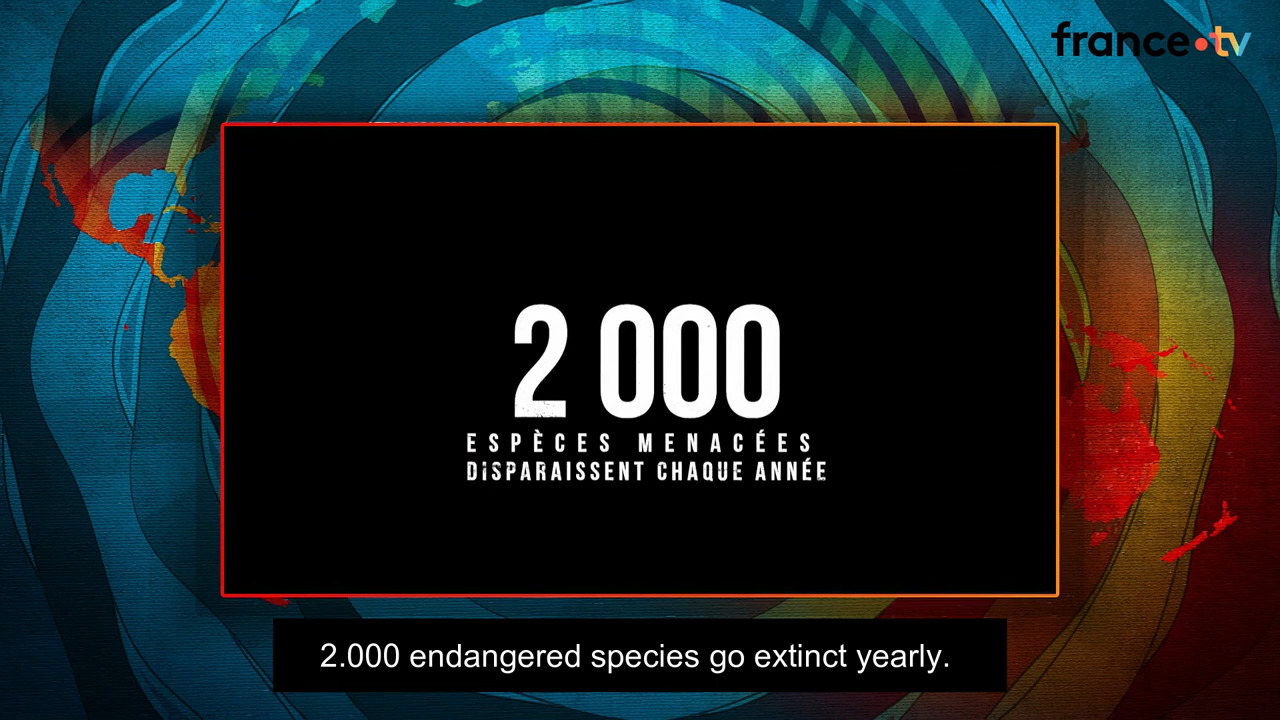 france•tv
2 000
ESPÈCES MENACÉES
DISPARAISSENT CHAQUE ANNÉE
2.000 endangered species go extinct yearly.